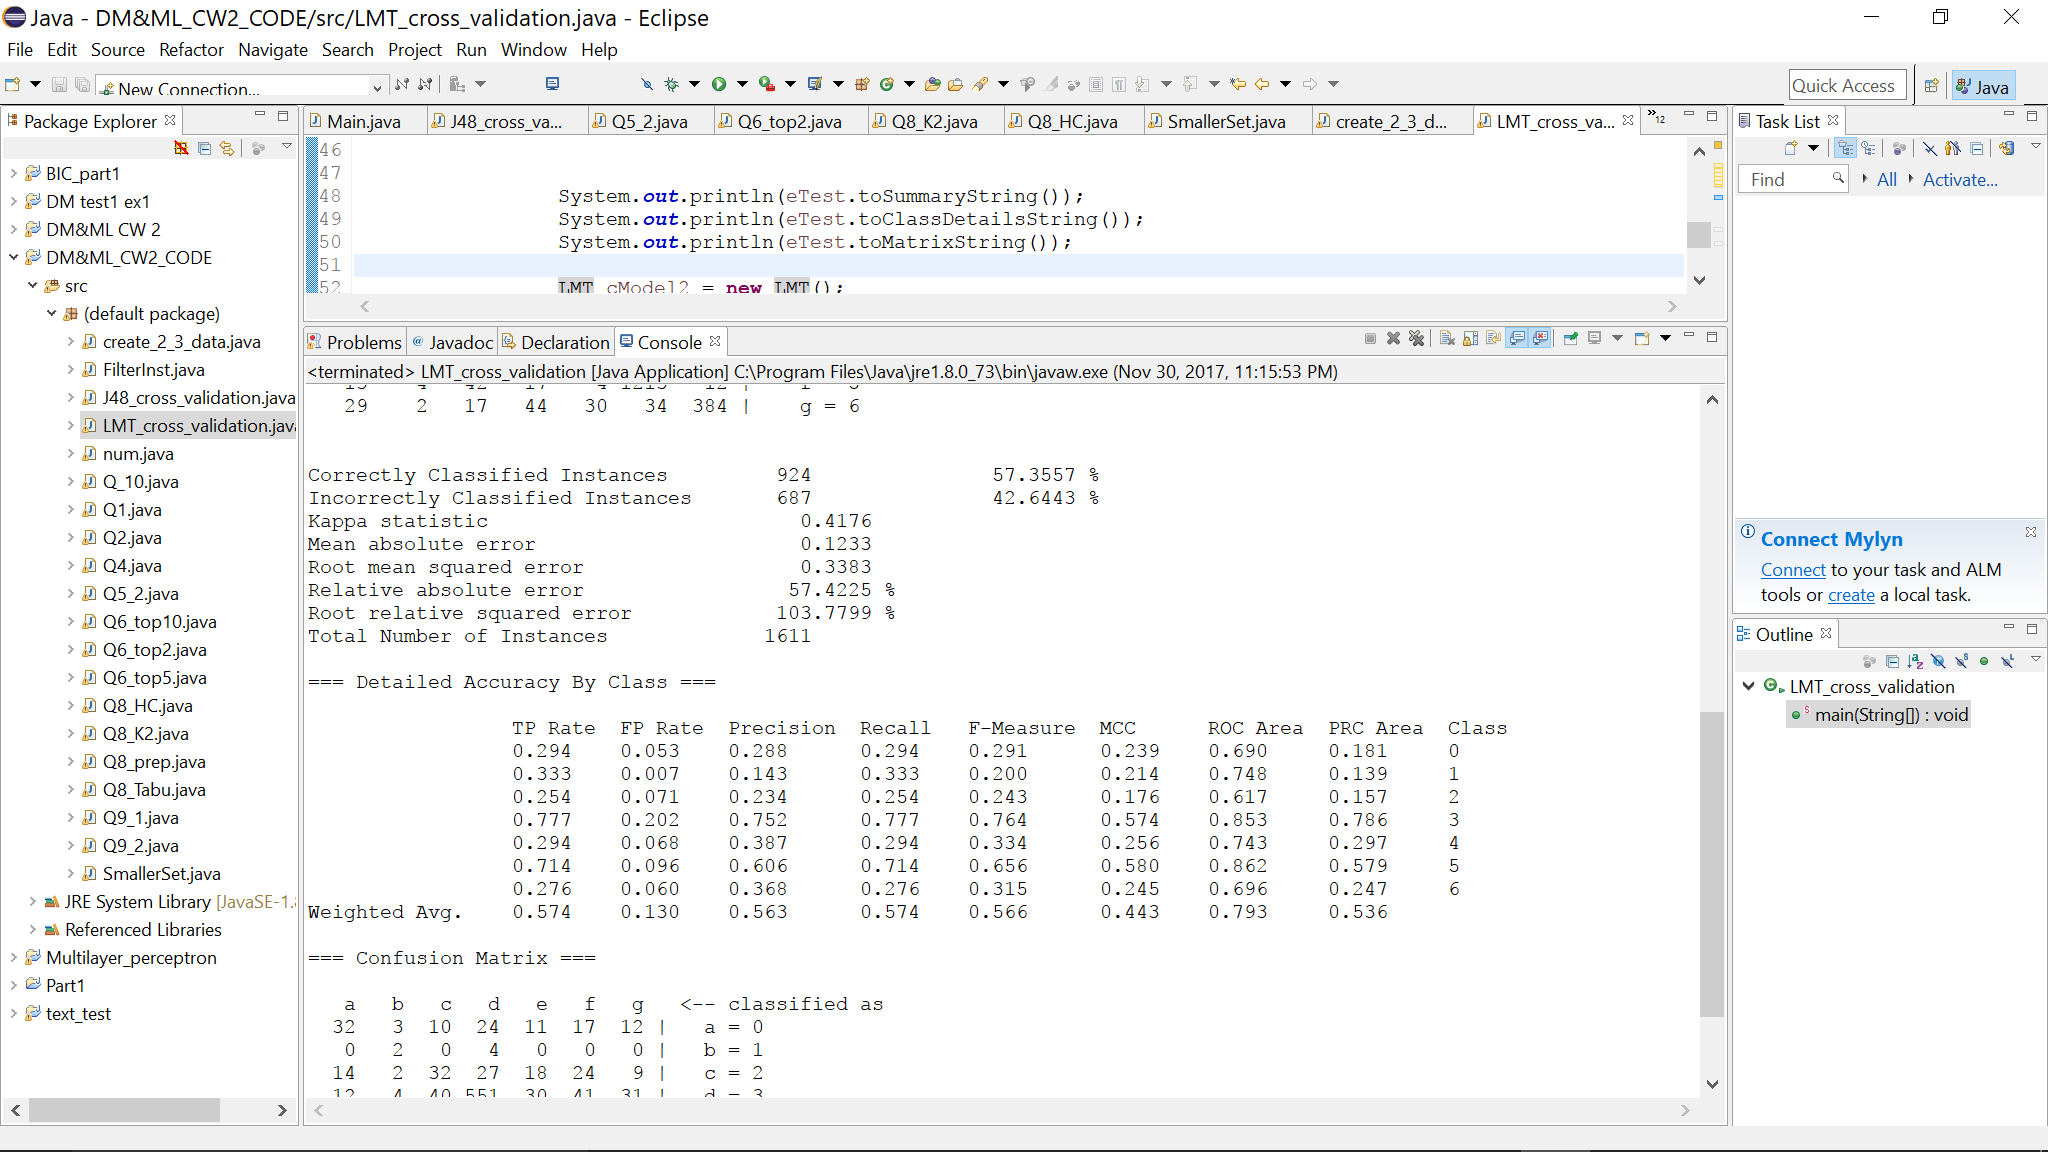 Java - DM&ML_CW2_CODE/src/LMT_cross_validation.java - Eclipse
File Edit Source Refactor Navigate Search Project Run Window Help
New Connection...
Quick Access
Java
Package Explorer
BIC_part1
DM test1 ex1
DM&ML CW 2
DM&ML_CW2_CODE
src
(default package)
create_2_3_data.java
FilterInst.java
J48_cross_validation.java
LMT_cross_validation.jav
num.java
Q_10.java
Q1.java
Q2.java
Q4.java
Q5_2.java
Q6_top10.java
Q6_top2.java
Q6_top5.java
Q8_HC.java
Q8_K2.java
Q8_prep.java
Q8_Tabu.java
Q9_1.java
Q9_2.java
SmallerSet.java
JRE System Library [JavaSE-1.
Referenced Libraries
Multilayer_perceptron
Part1
text_test
Main.java J48_cross_va... Q5_2.java Q6_top2.java Q8_K2.java Q8_HC.java SmallerSet.java create_2_3_d... LMT_cross_va... »12
46
47
48 System.out.println(eTest.toSummaryString());
49 System.out.println(eTest.toClassDetailsString());
50 System.out.println(eTest.toMatrixString());
51
52 LMT cModel2 = new LMT();
Problems @ Javadoc Declaration Console
<terminated> LMT_cross_validation [Java Application] C:\Program Files\Java\jre1.8.0_73\bin\javaw.exe (Nov 30, 2017, 11:15:53 PM)
29 2 17 44 30 34 384 | g = 6
Correctly Classified Instances 924 57.3557 %
Incorrectly Classified Instances 687 42.6443 %
Kappa statistic 0.4176
Mean absolute error 0.1233
Root mean squared error 0.3383
Relative absolute error 57.4225 %
Root relative squared error 103.7799 %
Total Number of Instances 1611
=== Detailed Accuracy By Class ===
TP Rate FP Rate Precision Recall F-Measure MCC ROC Area PRC Area Class
0.294 0.053 0.288 0.294 0.291 0.239 0.690 0.181 0
0.333 0.007 0.143 0.333 0.200 0.214 0.748 0.139 1
0.254 0.071 0.234 0.254 0.243 0.176 0.617 0.157 2
0.777 0.202 0.752 0.777 0.764 0.574 0.853 0.786 3
0.294 0.068 0.387 0.294 0.334 0.256 0.743 0.297 4
0.714 0.096 0.606 0.714 0.656 0.580 0.862 0.579 5
0.276 0.060 0.368 0.276 0.315 0.245 0.696 0.247 6
Weighted Avg. 0.574 0.130 0.563 0.574 0.566 0.443 0.793 0.536
=== Confusion Matrix ===
a b c d e f g <-- classified as
32 3 10 24 11 17 12 | a = 0
0 2 0 4 0 0 0 | b = 1
14 2 32 27 18 24 9 | c = 2
12 4 40 551 30 41 31 | d = 3
Task List
Find All Activate...
Connect Mylyn
Connect to your task and ALM
tools or create a local task.
Outline
LMT_cross_validation
main(String[]) : void